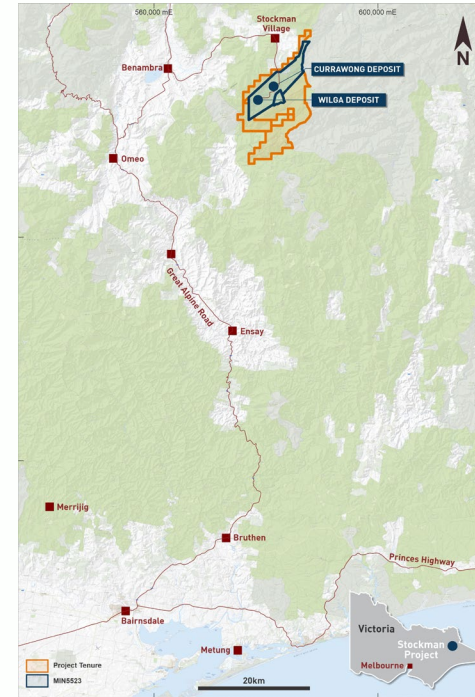 560,000 mE
600,000 mE
Stockman
Village
N
Benambra
CURRAWONG DEPOSIT
WILGA DEPOSIT
Omeo
Great Alpine Road
Ensay
Merrijig
Bruthen
Princes Highway
Bairnsdale
Metung
Victoria
Stockman
Project
Melbourne
Project Tenure
MIN5523
20km